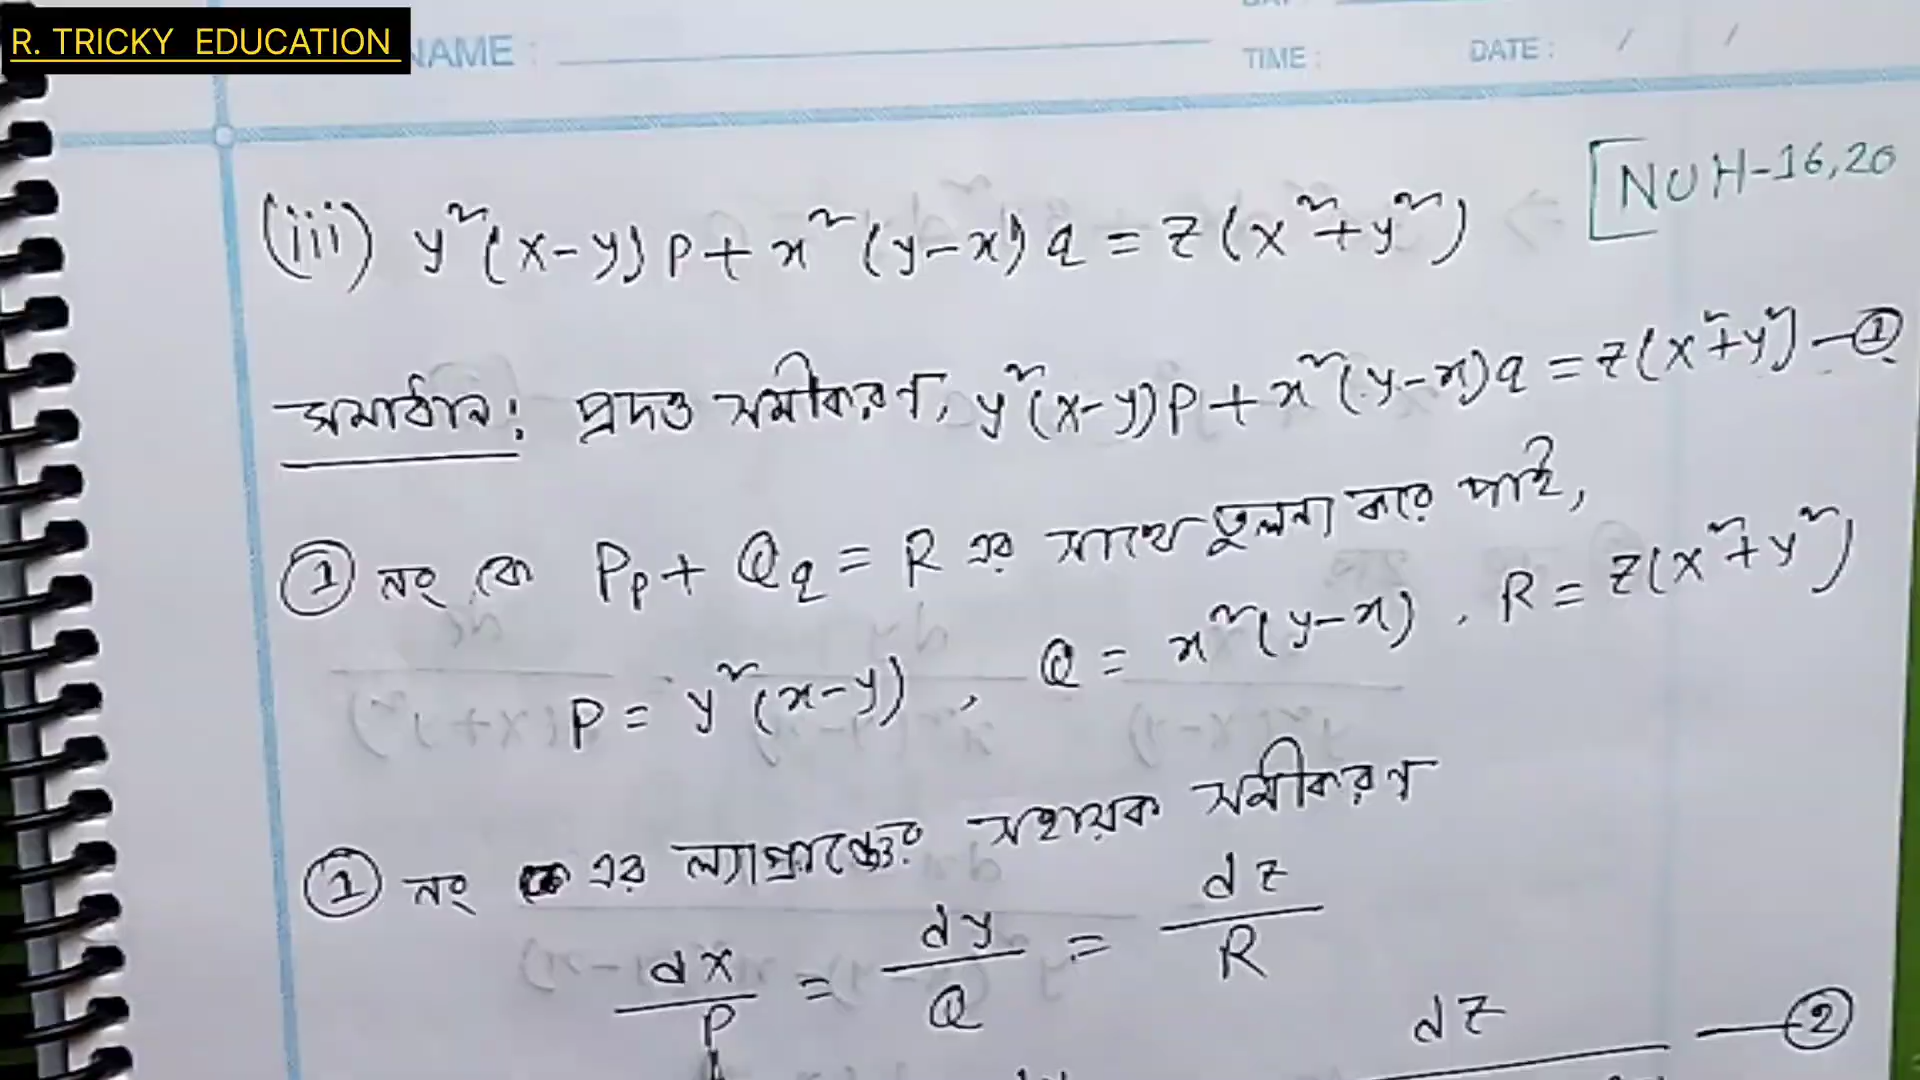 R. TRICKY EDUCATION
NAME :
TIME :
DATE : / /
[NUH-16,20
(iii) y²(x-y)p + x²(y-x)q = z(x²+y²)
সমাধান: প্রদত্ত সমীকরণ, y²(x-y)p + x²(y-x)q = z(x²+y²) —①
① নং কে Pp + Qq = R এর সাথে তুলনা করে পাই,
P = y²(x-y), Q = x²(y-x), R = z(x²+y²)
① নং এর ল্যাগ্রাঞ্জের সহায়ক সমীকরণ
dx/P = dy/Q = dz/R
dz —②